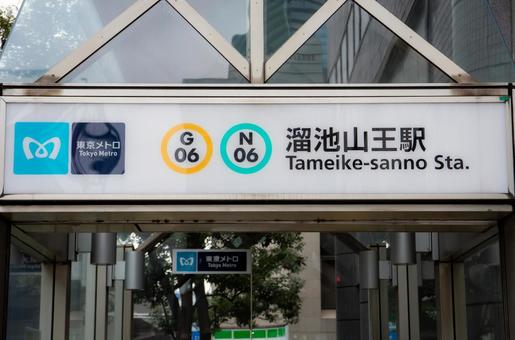 東京メトロ
Tokyo Metro
G
06
N
06
溜池山王駅
Tameike-sanno Sta.
東京メトロ
Tokyo Metro